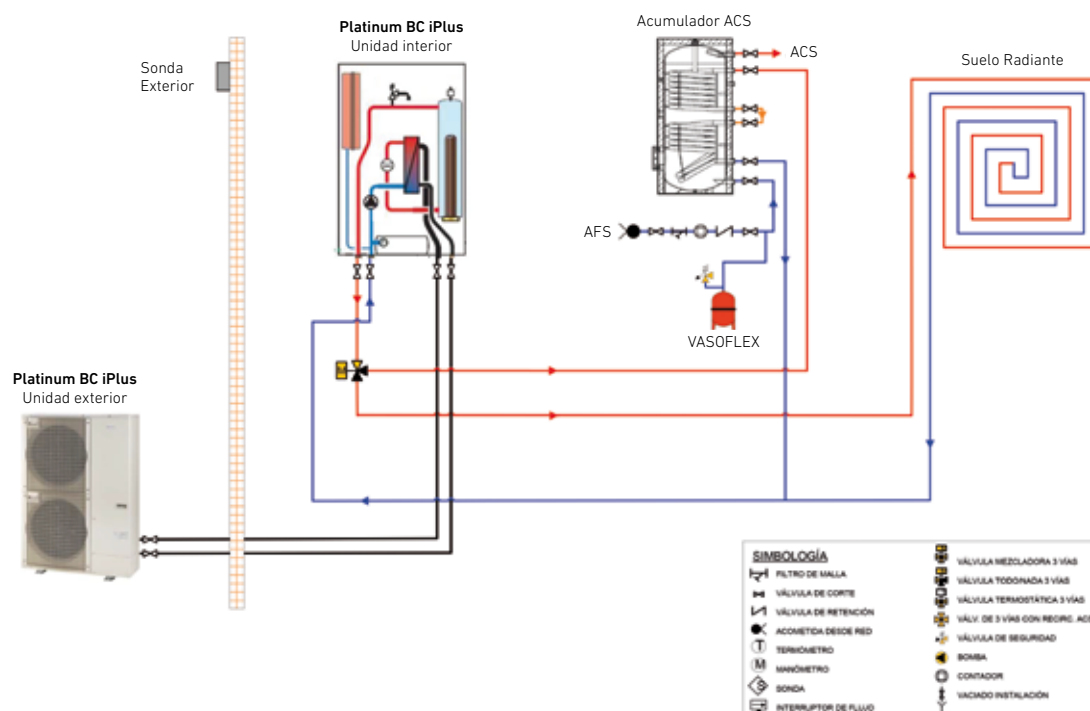 Platinum BC iPlus
Unidad interior
Acumulador ACS
ACS
Sonda
Exterior
Suelo Radiante
AFS
VASOFLEX
Platinum BC iPlus
Unidad exterior
M
SIMBOLOGÍA
FILTRO DE MALLA
VÁLVULA DE CORTE
VÁLVULA DE RETENCIÓN
ACOMETIDA DESDE RED
T TERMÓMETRO
M MANÓMETRO
S SONDA
INTERRUPTOR DE FLUJO
VÁLVULA MEZCLADORA 3 VÍAS
VÁLVULA TODO/NADA 3 VÍAS
VÁLVULA TERMOSTÁTICA 3 VÍAS
VÁLV. DE 3 VÍAS CON RECIRC. ACS
VÁLVULA DE SEGURIDAD
BOMBA
CONTADOR
VACIADO INSTALACIÓN